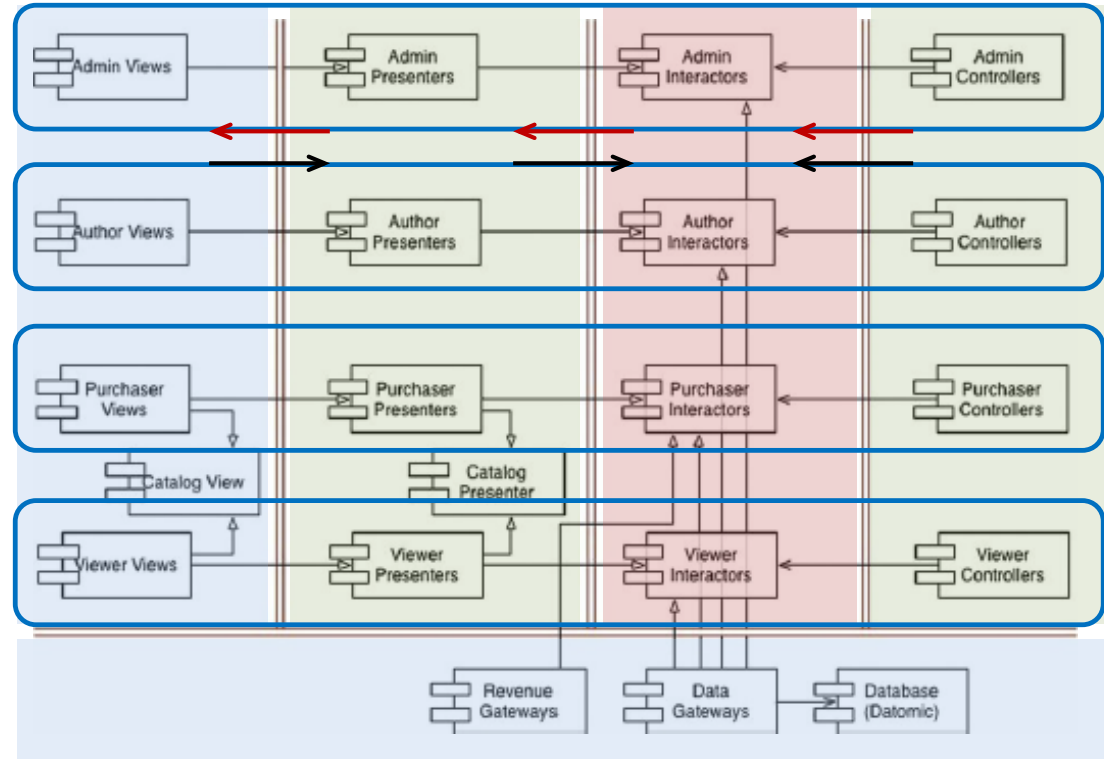 Admin Views
Admin
Presenters
Admin
Interactors
Admin
Controllers
Author Views
Author
Presenters
Author
Interactors
Author
Controllers
Purchaser
Views
Purchaser
Presenters
Purchaser
Interactors
Purchaser
Controllers
Catalog View
Catalog
Presenter
Viewer Views
Viewer
Presenters
Viewer
Interactors
Viewer
Controllers
Revenue
Gateways
Data
Gateways
Database
(Datomic)